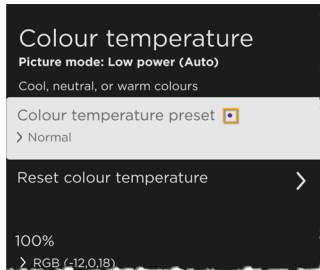 Colour temperature
Picture mode: Low power (Auto)
Cool, neutral, or warm colours
Colour temperature preset
Normal
Reset colour temperature
100%
RGB (-12,0,18)